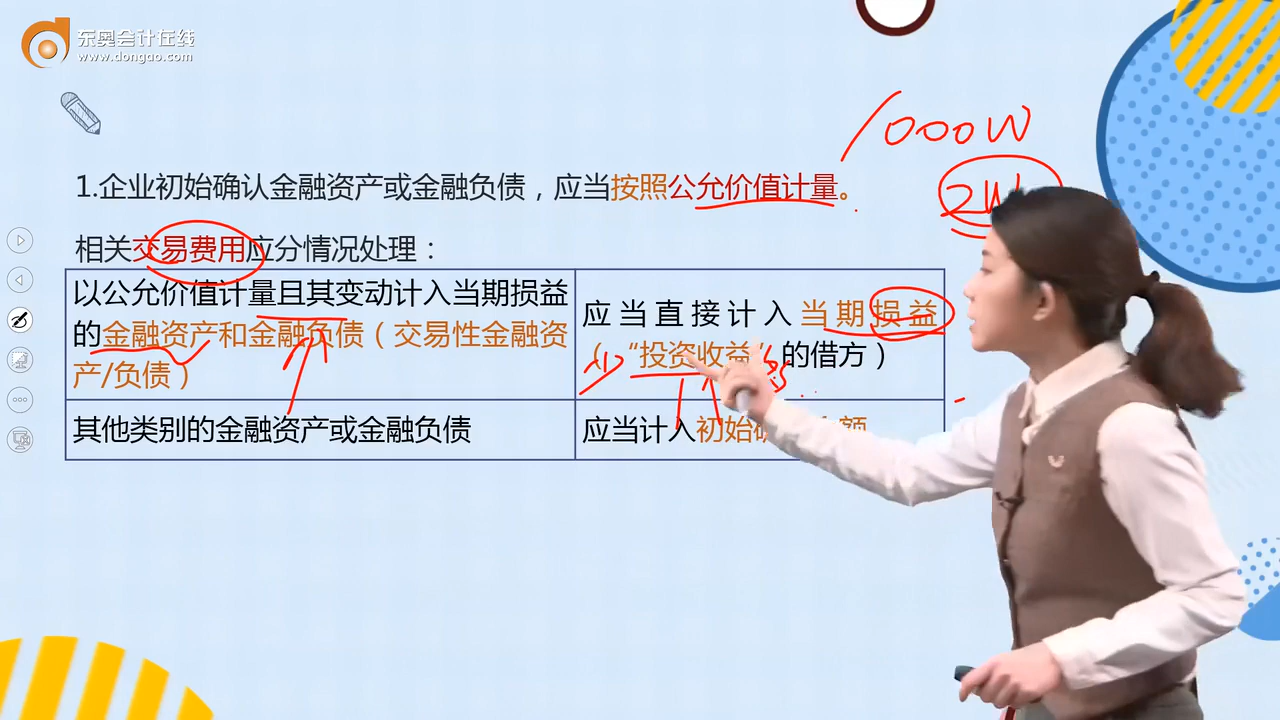 东奥会计在线
www.dongao.com
1000W
2W
1.企业初始确认金融资产或金融负债，应当按照公允价值计量。
相关交易费用应分情况处理：
以公允价值计量且其变动计入当期损益
的金融资产和金融负债（交易性金融资
产/负债）
应当直接计入当期损益
（“投资收益”的借方）
其他类别的金融资产或金融负债
应当计入初始确 额